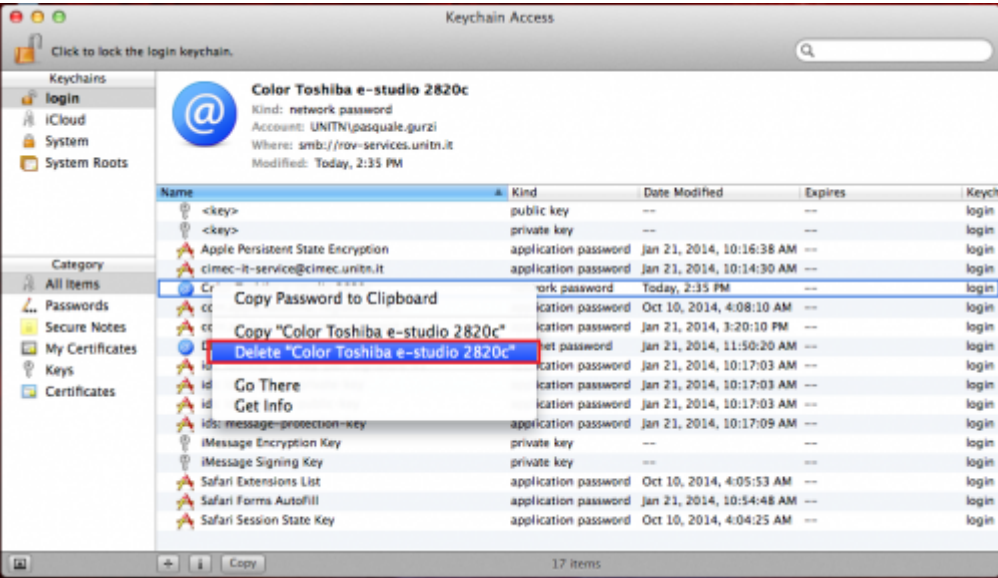 Keychain Access
Click to lock the login keychain.
Keychains
login
iCloud
System
System Roots
Color Toshiba e-studio 2820c
Kind: network password
Account: UNITN\pasquale.gurzi
Where: smb://rov-services.unitn.it
Modified: Today, 2:35 PM
Name Kind Date Modified Expires Keych
<key> public key -- -- login
<key> private key -- -- login
Apple Persistent State Encryption application password Jan 21, 2014, 10:16:38 AM -- login
cimec-it-service@cimec.unitn.it application password Jan 21, 2014, 10:14:30 AM -- login
ork password Today, 2:35 PM -- login
ication password Oct 10, 2014, 4:08:10 AM -- login
ication password Jan 21, 2014, 3:20:10 PM -- login
et password Jan 21, 2014, 11:50:20 AM -- login
ication password Jan 21, 2014, 10:17:03 AM -- login
ication password Jan 21, 2014, 10:17:03 AM -- login
ication password Jan 21, 2014, 10:17:03 AM -- login
ids: message-protection-key application password Jan 21, 2014, 10:17:09 AM -- login
iMessage Encryption Key private key -- -- login
iMessage Signing Key private key -- -- login
Safari Extensions List application password Oct 10, 2014, 4:05:53 AM -- login
Safari Forms AutoFill application password Jan 21, 2014, 10:54:48 AM -- login
Safari Session State Key application password Oct 10, 2014, 4:04:25 AM -- login
Copy Password to Clipboard
Copy "Color Toshiba e-studio 2820c"
Delete "Color Toshiba e-studio 2820c"
Go There
Get Info
Category
All Items
Passwords
Secure Notes
My Certificates
Keys
Certificates
+ i Copy 17 items